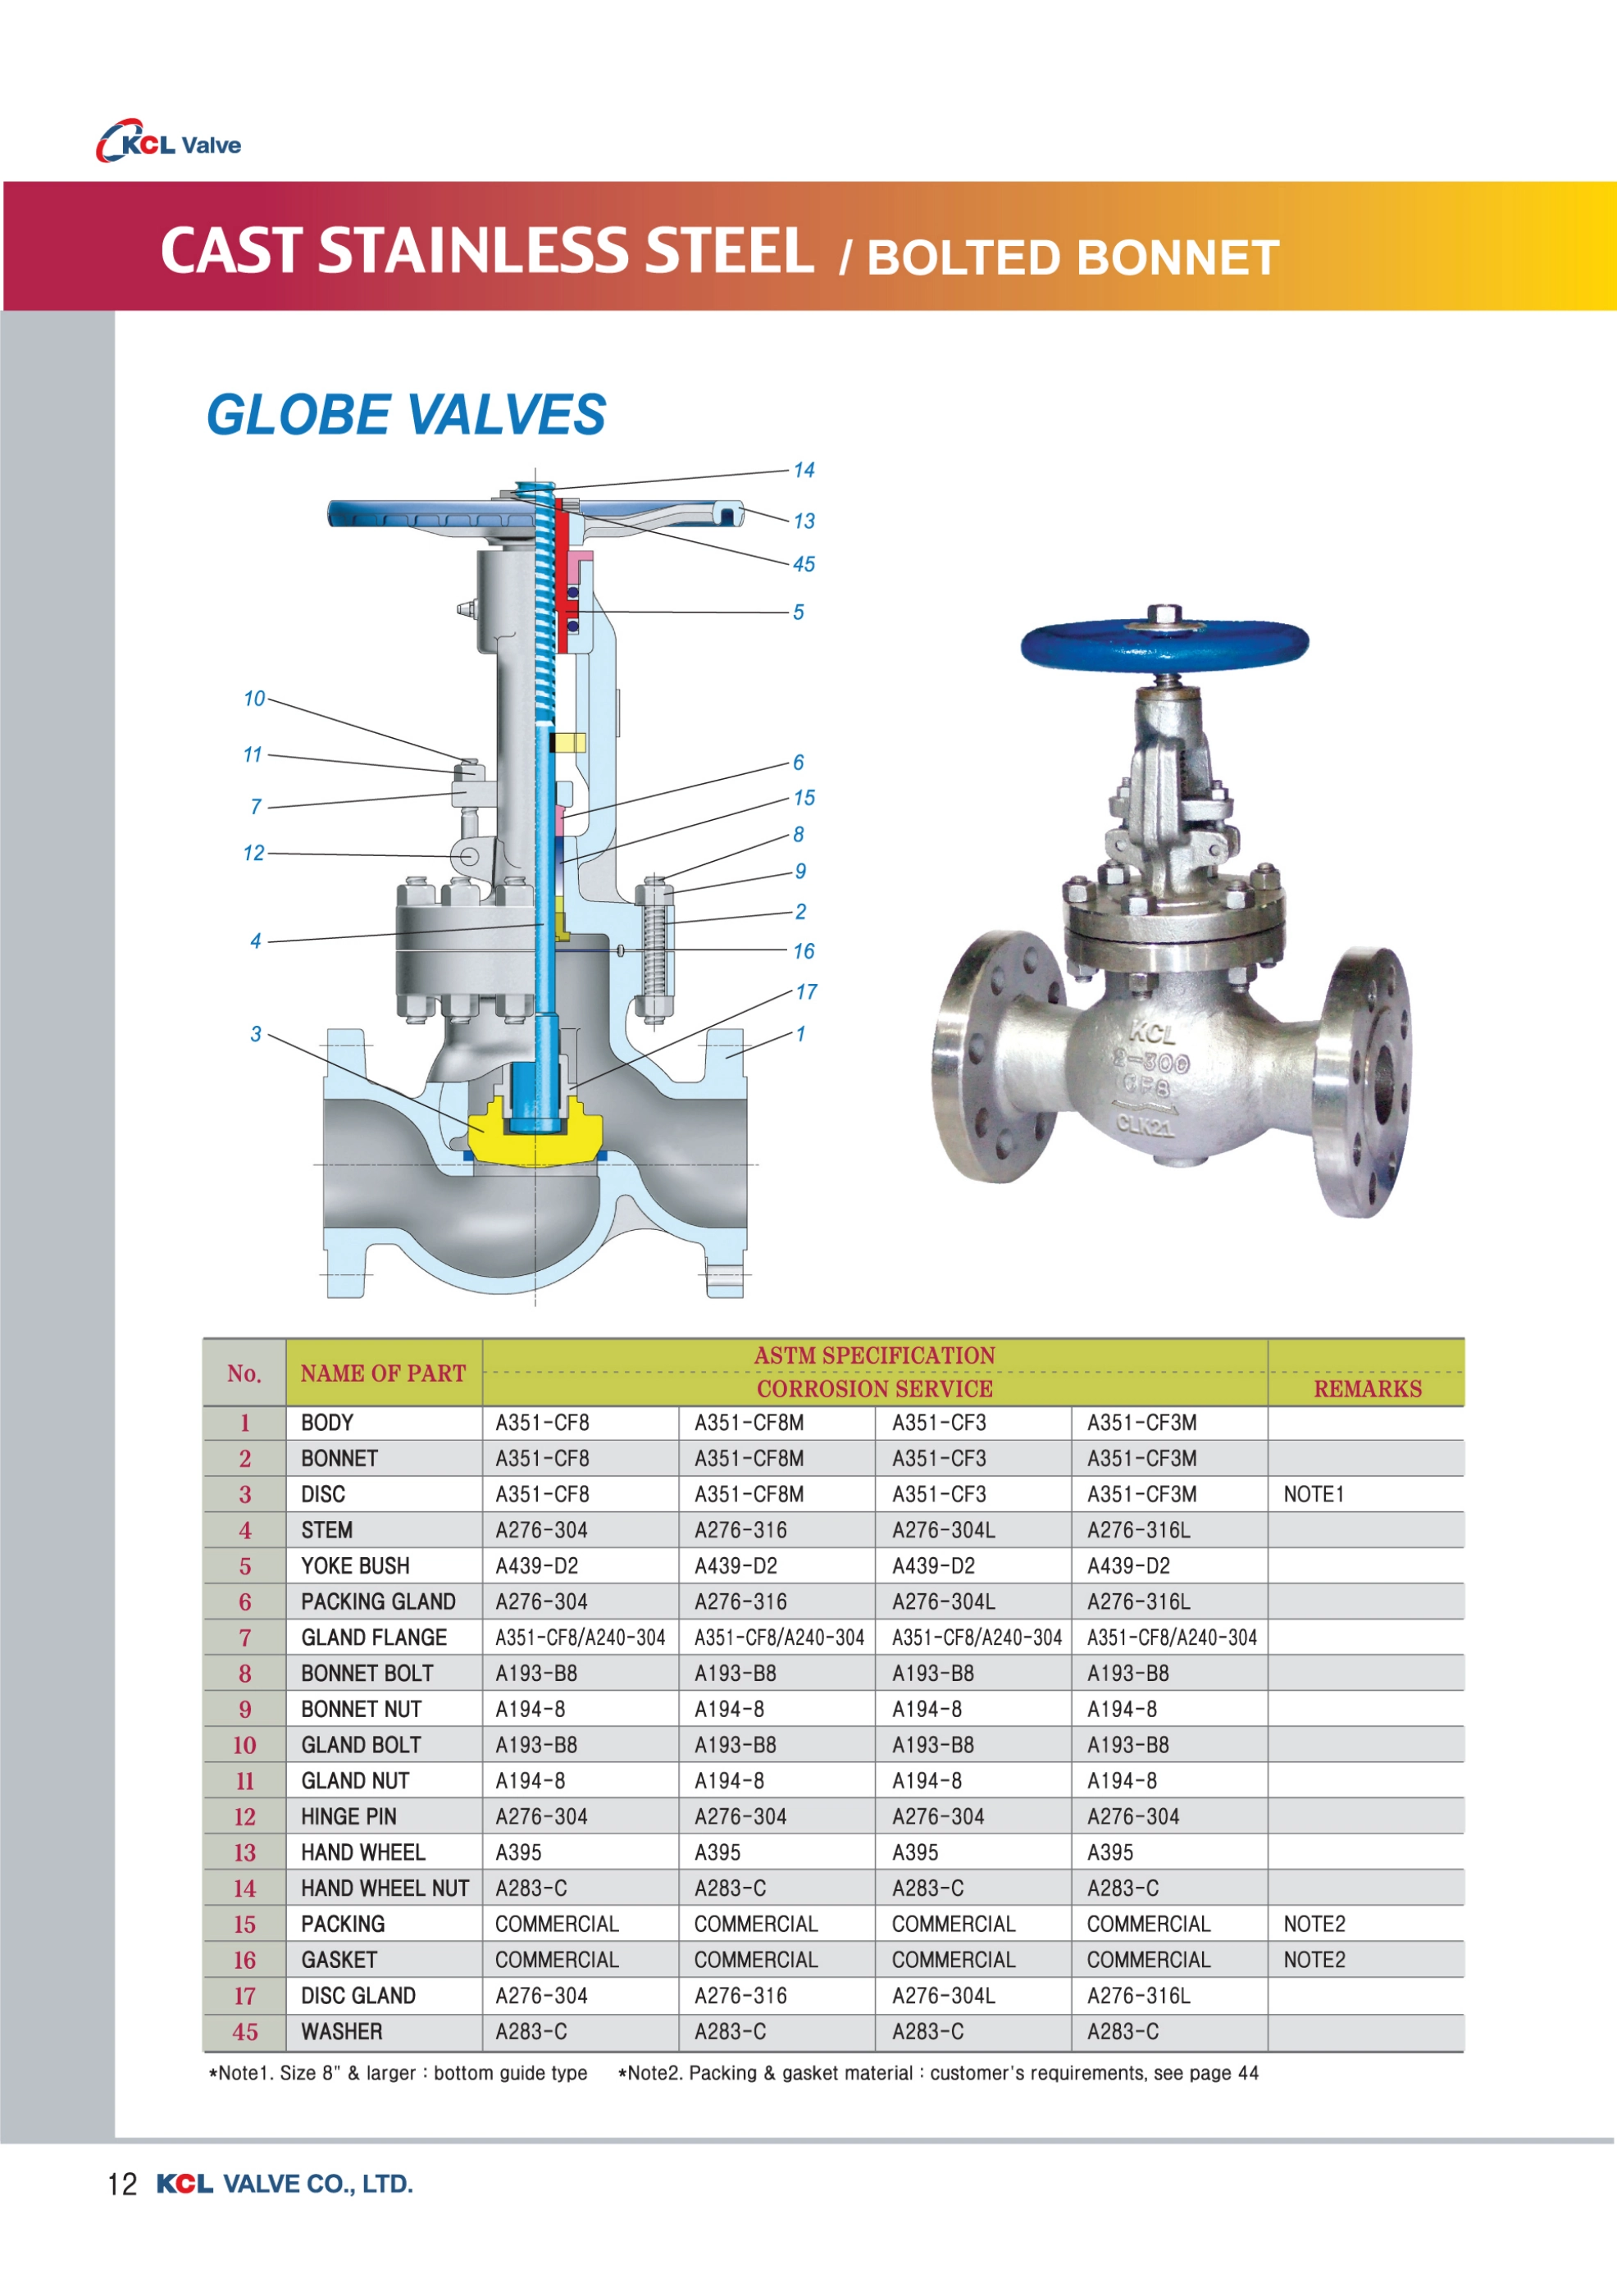 KCL Valve
CAST STAINLESS STEEL / BOLTED BONNET
GLOBE VALVES
14
13
45
5
10
11
7
12
4
3
6
15
8
9
2
16
17
1
KCL
2-300
CF8
CLK21
No. NAME OF PART ASTM SPECIFICATION
CORROSION SERVICE REMARKS
1 BODY A351-CF8 A351-CF8M A351-CF3 A351-CF3M
2 BONNET A351-CF8 A351-CF8M A351-CF3 A351-CF3M
3 DISC A351-CF8 A351-CF8M A351-CF3 A351-CF3M NOTE1
4 STEM A276-304 A276-316 A276-304L A276-316L
5 YOKE BUSH A439-D2 A439-D2 A439-D2 A439-D2
6 PACKING GLAND A276-304 A276-316 A276-304L A276-316L
7 GLAND FLANGE A351-CF8/A240-304 A351-CF8/A240-304 A351-CF8/A240-304 A351-CF8/A240-304
8 BONNET BOLT A193-B8 A193-B8 A193-B8 A193-B8
9 BONNET NUT A194-8 A194-8 A194-8 A194-8
10 GLAND BOLT A193-B8 A193-B8 A193-B8 A193-B8
11 GLAND NUT A194-8 A194-8 A194-8 A194-8
12 HINGE PIN A276-304 A276-304 A276-304 A276-304
13 HAND WHEEL A395 A395 A395 A395
14 HAND WHEEL NUT A283-C A283-C A283-C A283-C
15 PACKING COMMERCIAL COMMERCIAL COMMERCIAL COMMERCIAL NOTE2
16 GASKET COMMERCIAL COMMERCIAL COMMERCIAL COMMERCIAL NOTE2
17 DISC GLAND A276-304 A276-316 A276-304L A276-316L
45 WASHER A283-C A283-C A283-C A283-C
*Note1. Size 8" & larger : bottom guide type *Note2. Packing & gasket material : customer's requirements, see page 44
12 KCL VALVE CO., LTD.